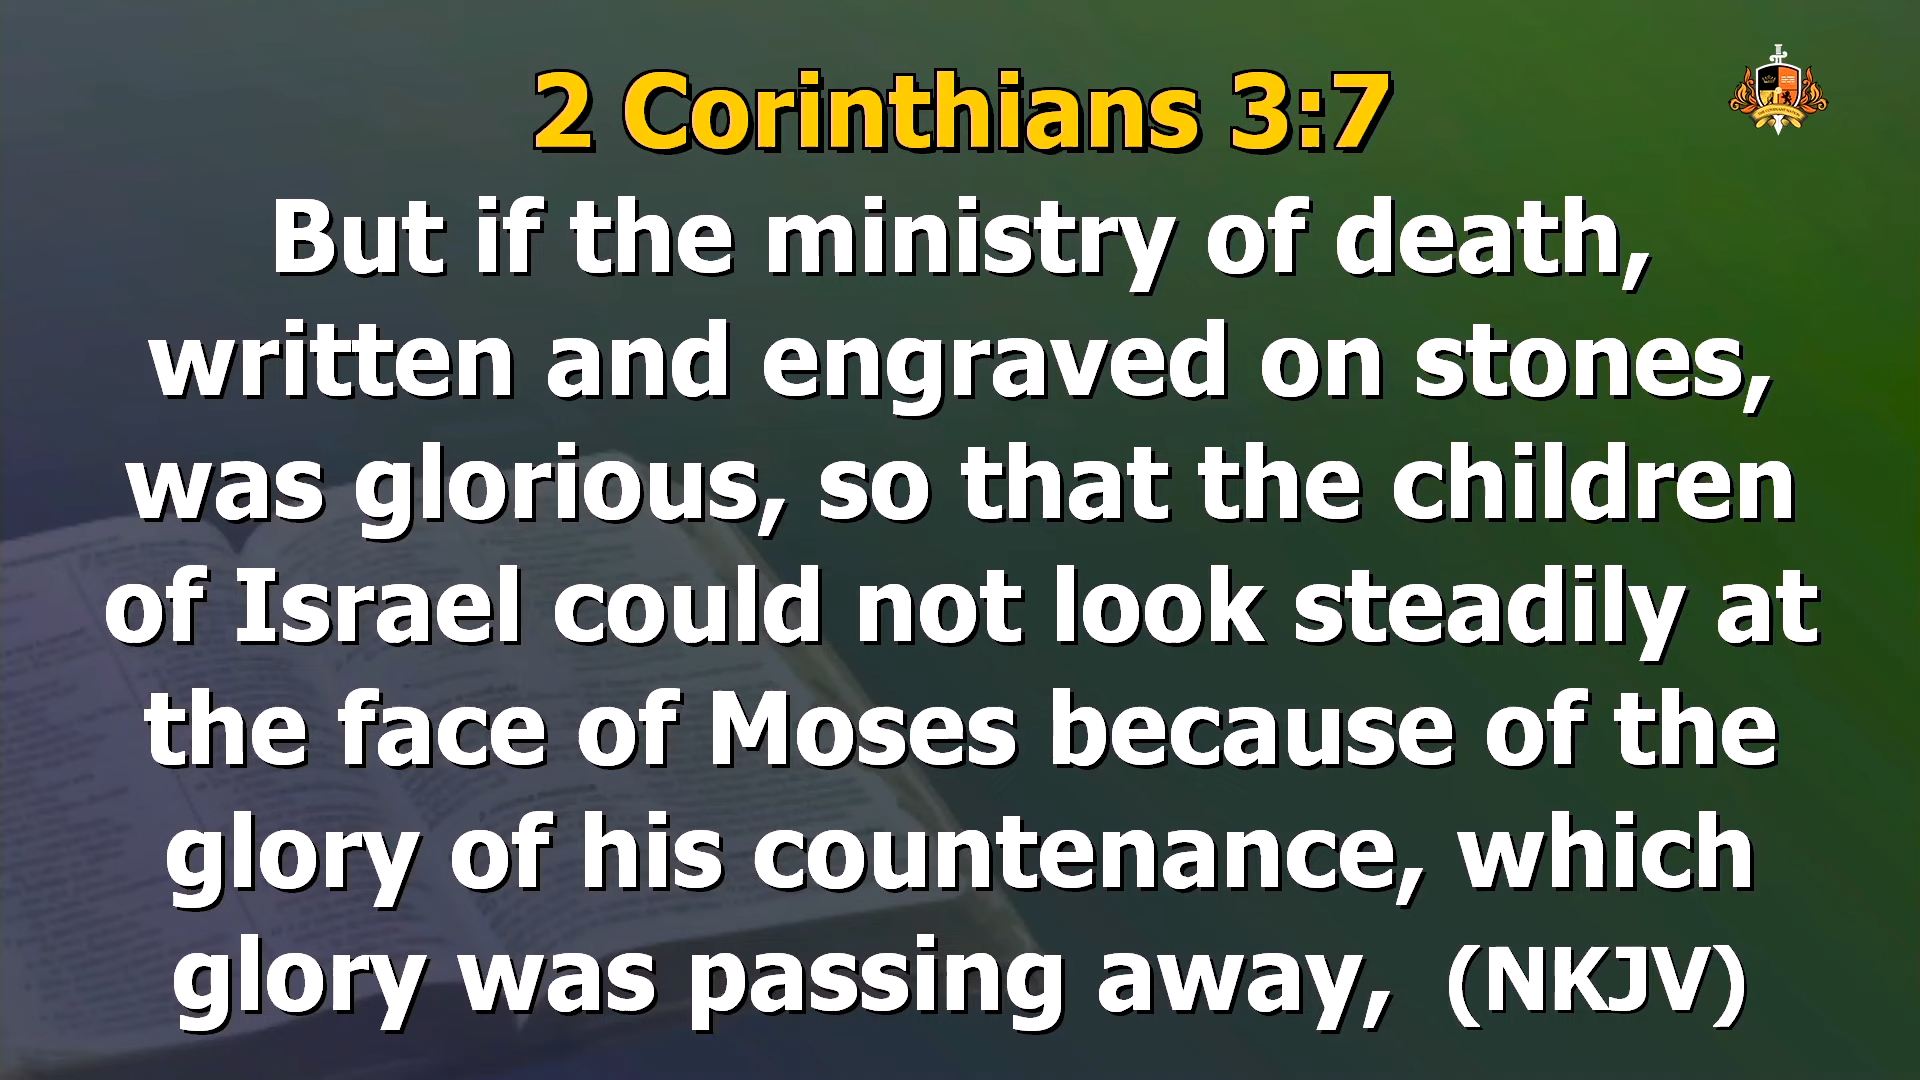 2 Corinthians 3:7
But if the ministry of death,
written and engraved on stones,
was glorious, so that the children
of Israel could not look steadily at
the face of Moses because of the
glory of his countenance, which
glory was passing away, (NKJV)